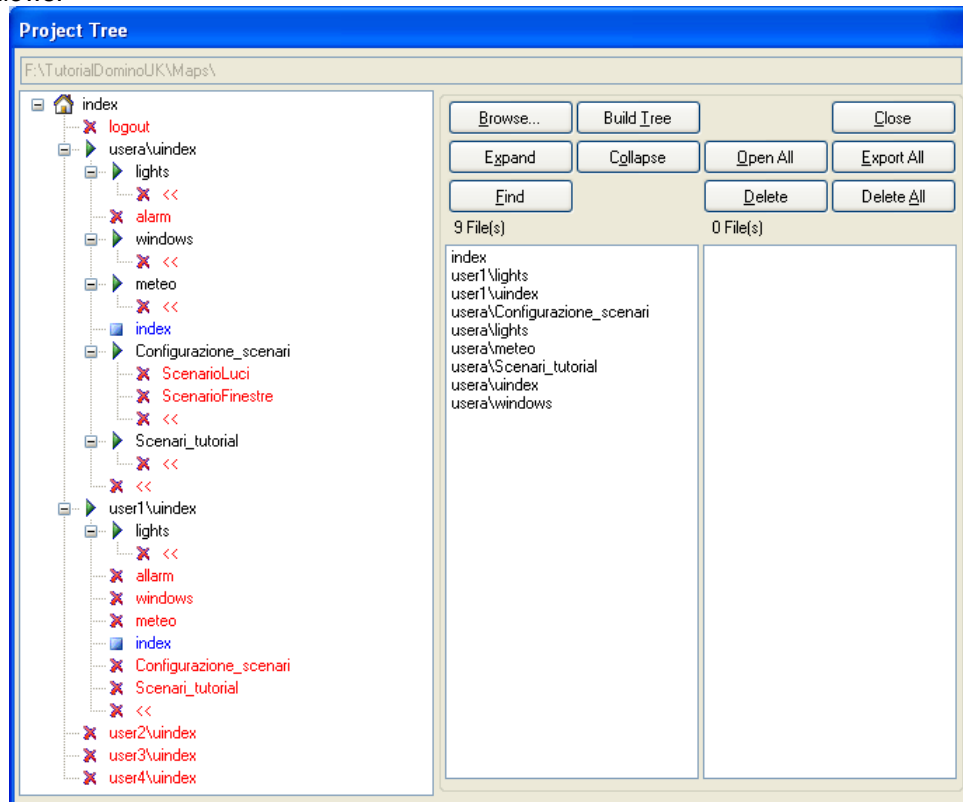 Project Tree
F:\TutorialDominoUK\Maps\
index
logout
usera\uindex
lights
<<
alarm
windows
<<
meteo
<<
index
Configurazione_scenari
ScenarioLuci
ScenarioFinestre
<<
Scenari_tutorial
<<
<<
user1\uindex
lights
<<
allarm
windows
meteo
index
Configurazione_scenari
Scenari_tutorial
<<
user2\uindex
user3\uindex
user4\uindex
Browse... Build Tree Close
Expand Collapse Open All Export All
Find Delete Delete All
9 File(s) 0 File(s)
index
user1\lights
user1\uindex
usera\Configurazione_scenari
usera\lights
usera\meteo
usera\Scenari_tutorial
usera\uindex
usera\windows